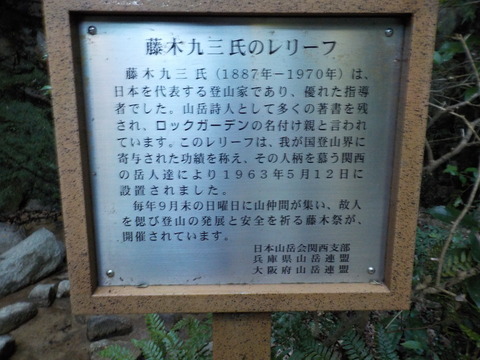 藤木九三氏のレリーフ
藤木九三氏(1887年−1970年)は、
日本を代表する登山家であり、優れた指導
者でした。山岳詩人として多くの著書を残
され、ロックガーデンの名付け親と言われ
ています。このレリーフは、我が国登山界に
寄与された功績を称え、その人柄を慕う関西
の岳人達により1963年5月12日に
設置されました。
毎年9月末の日曜日に山仲間が集い、故人
を偲び登山の発展と安全を祈る藤木祭が、
開催されています。
日本山岳会関西支部
兵庫県山岳連盟
大阪府山岳連盟